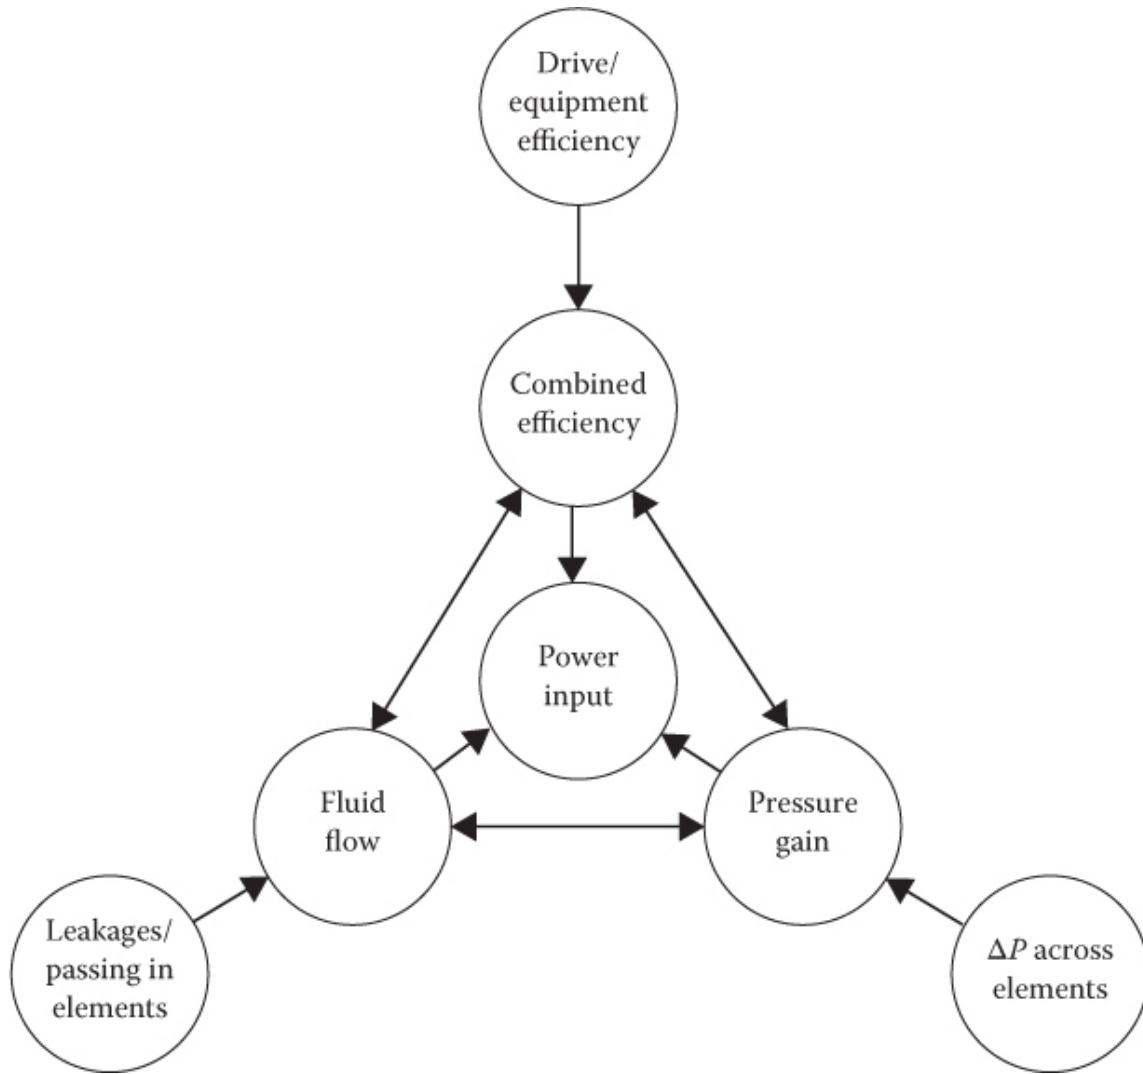 Drive/
equipment
efficiency
Combined
efficiency
Power
input
Fluid
flow
Pressure
gain
Leakages/
passing in
elements
ΔP across
elements